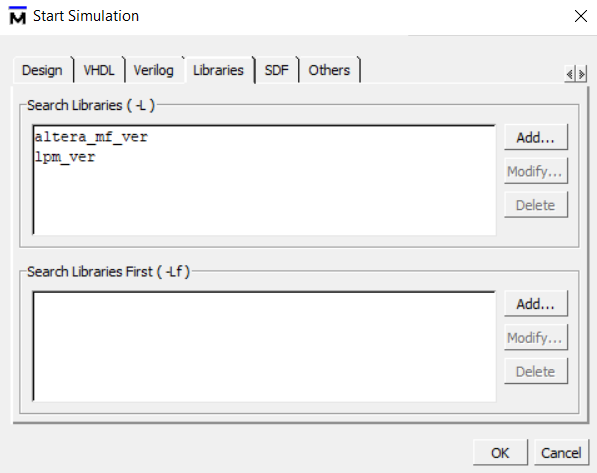 Start Simulation
Design VHDL Verilog Libraries SDF Others
Search Libraries ( -L )
altera_mf_ver
lpm_ver
Add...
Modify...
Delete
Search Libraries First ( -Lf )
Add...
Modify...
Delete
OK Cancel